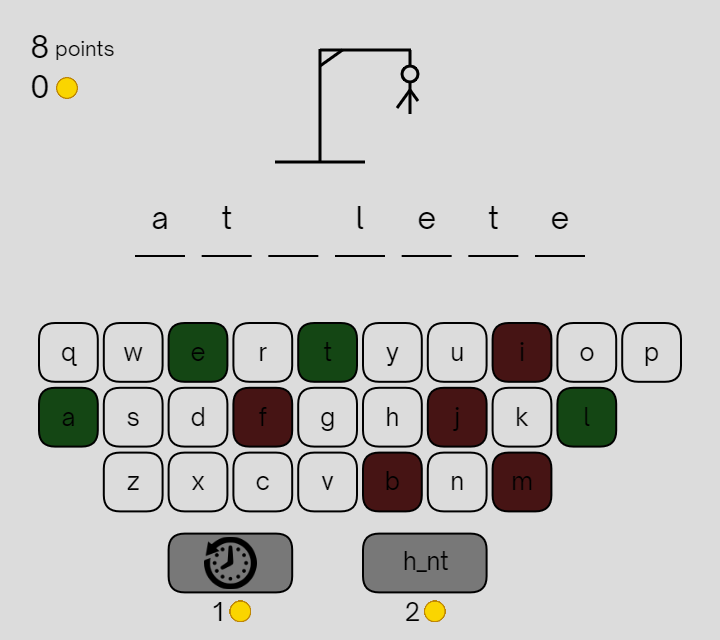 8 points
0
a t _ l e t e
q w e r t y u i o p
a s d f g h j k l
z x c v b n m
h_nt
1 2